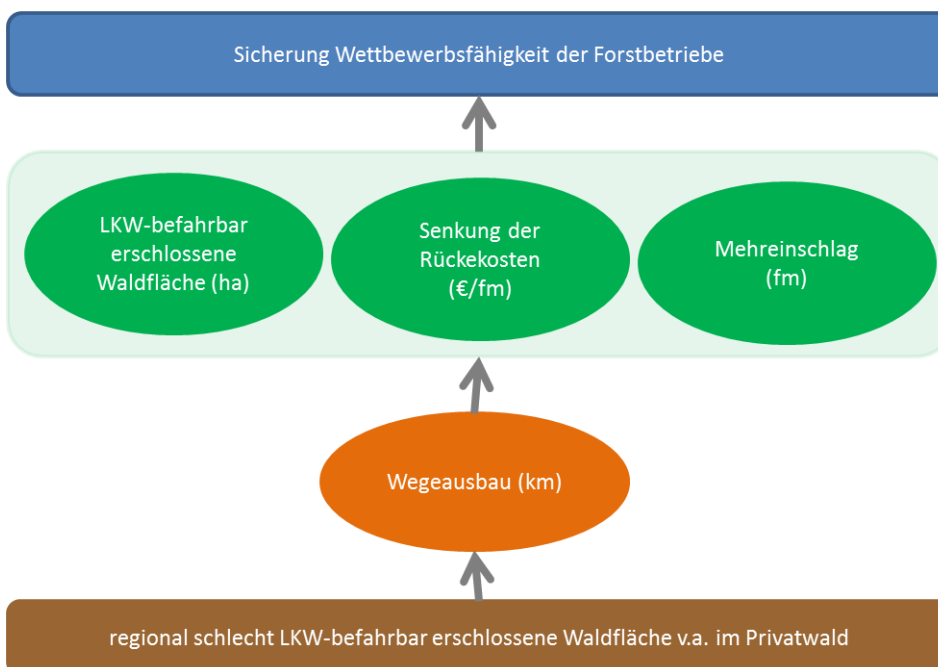 Sicherung Wettbewerbsfähigkeit der Forstbetriebe
LKW-befahrbar
erschlossene
Waldfläche (ha)
Senkung der
Rückekosten
(€/fm)
Mehreinschlag
(fm)
Wegeausbau (km)
regional schlecht LKW-befahrbar erschlossene Waldfläche v.a. im Privatwald